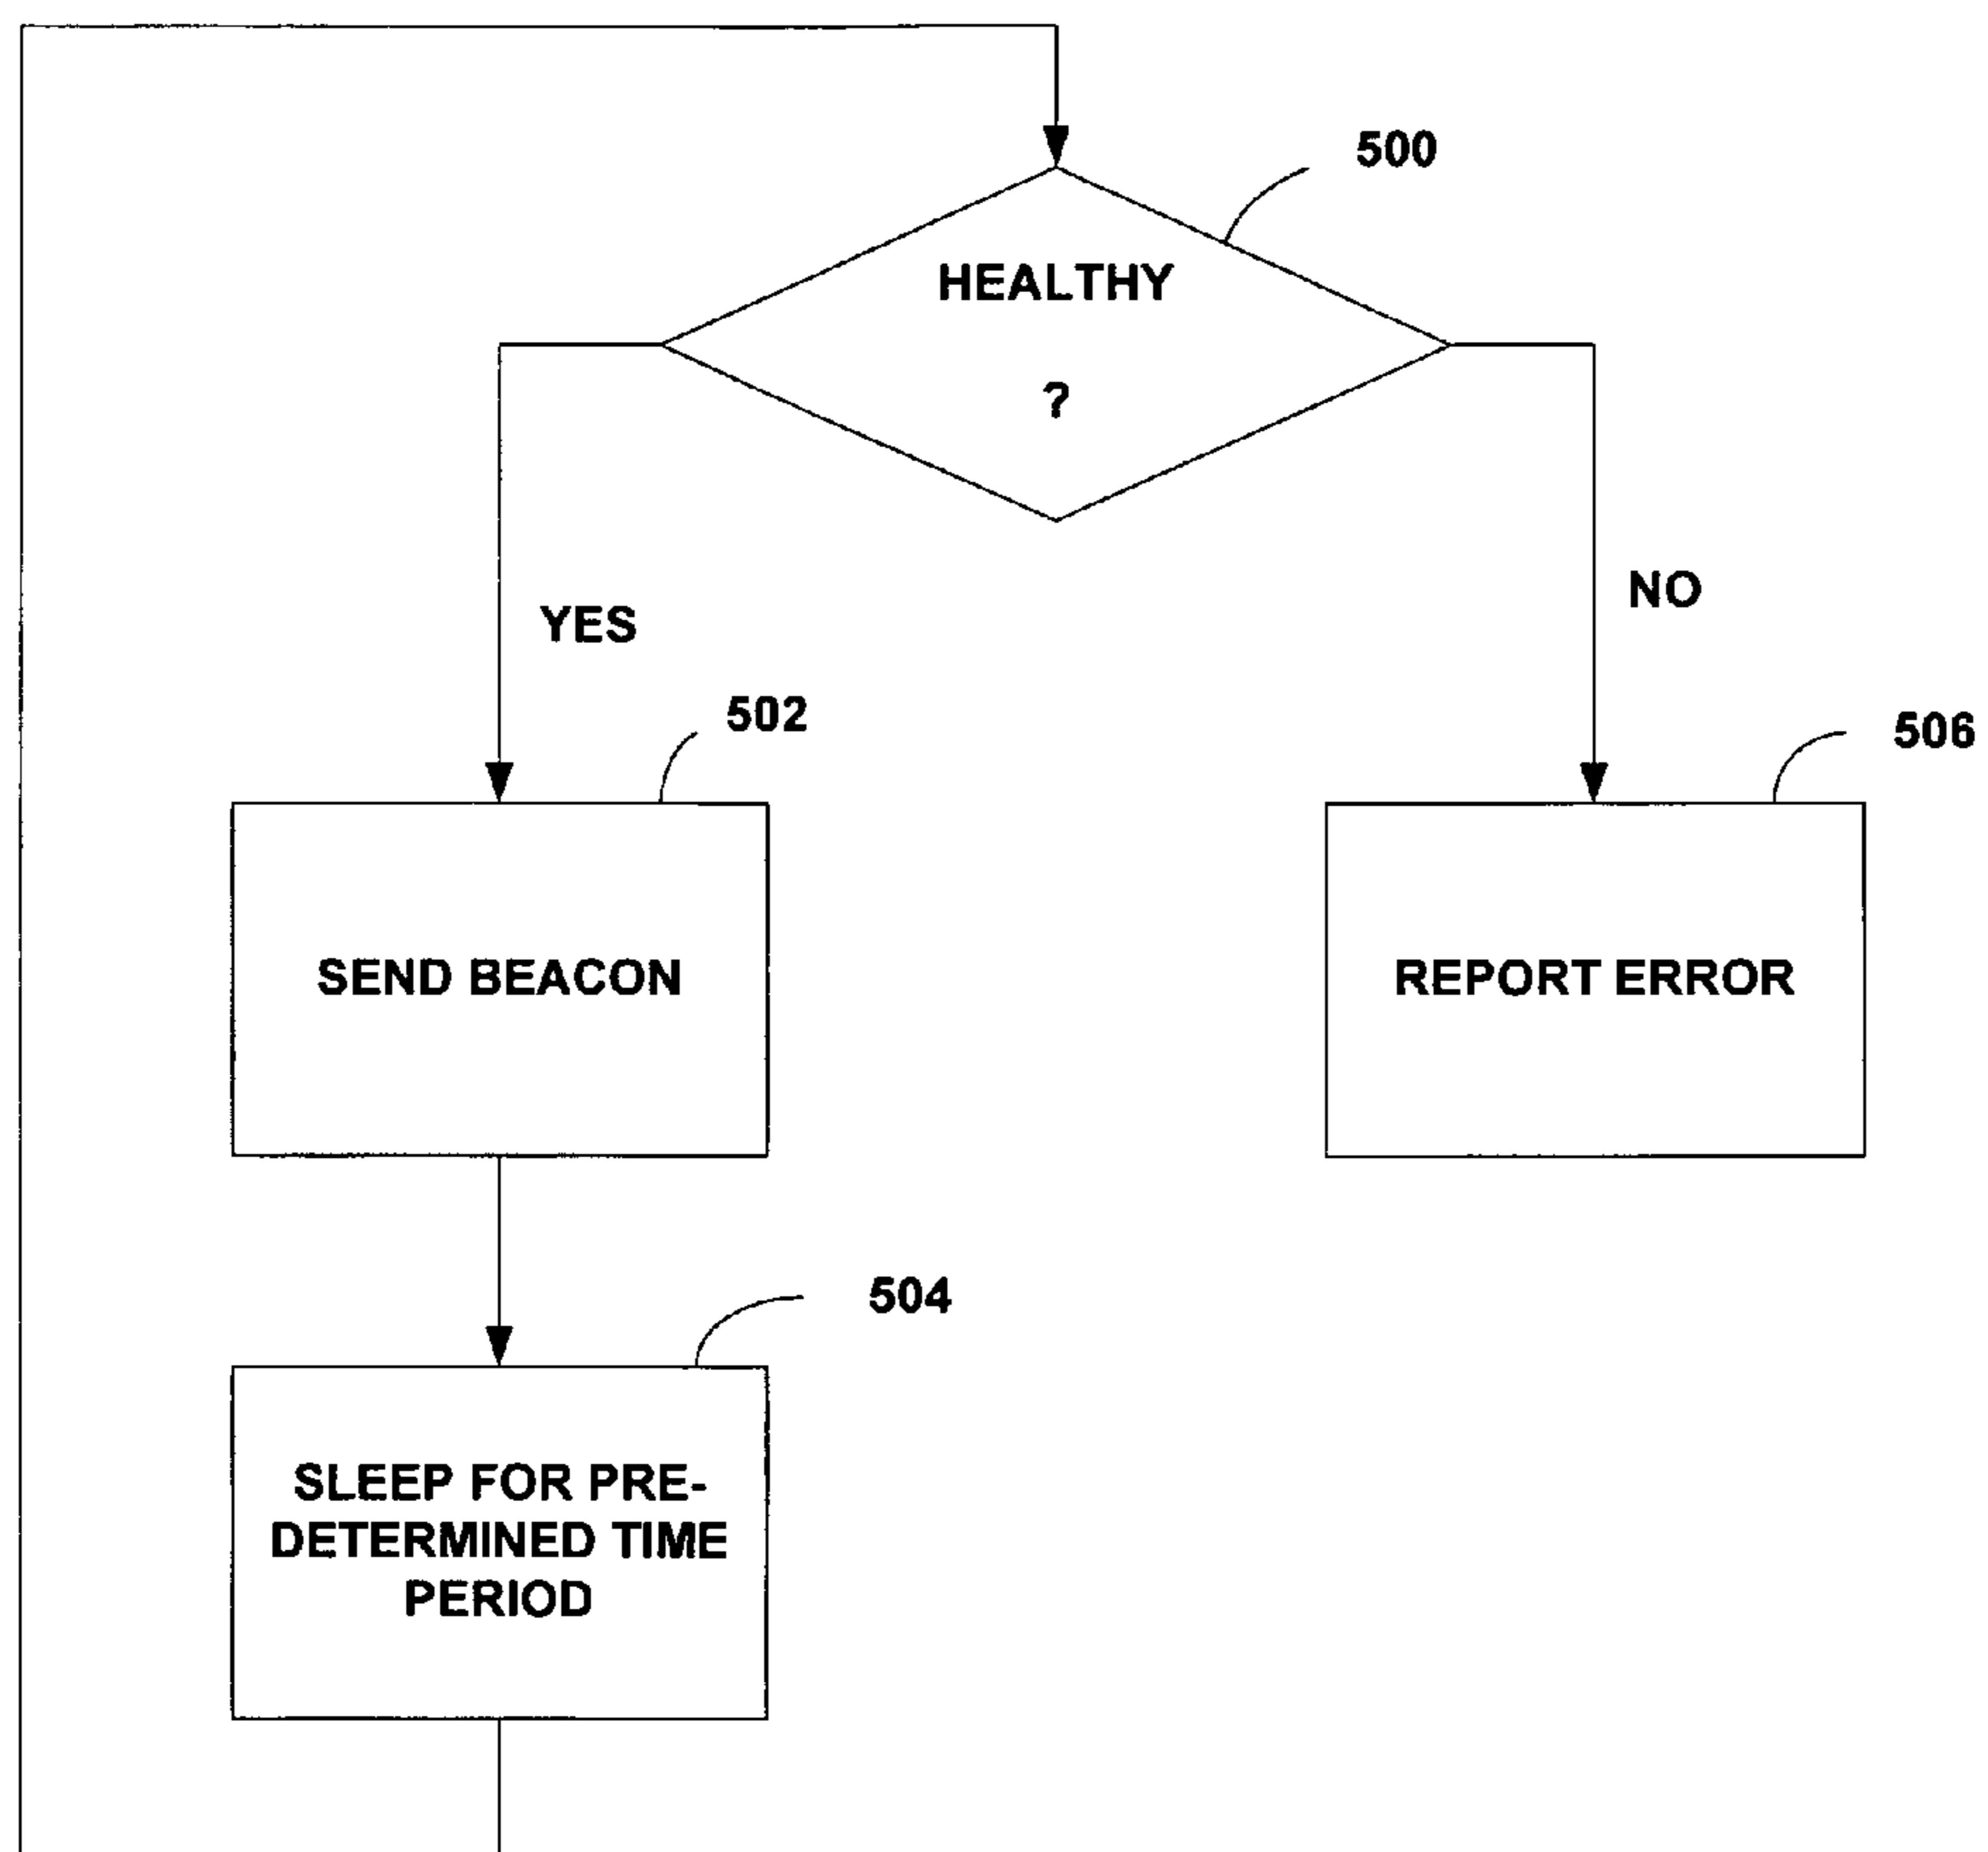 500
HEALTHY
?
YES
NO
502
506
SEND BEACON
REPORT ERROR
504
SLEEP FOR PRE-
DETERMINED TIME
PERIOD